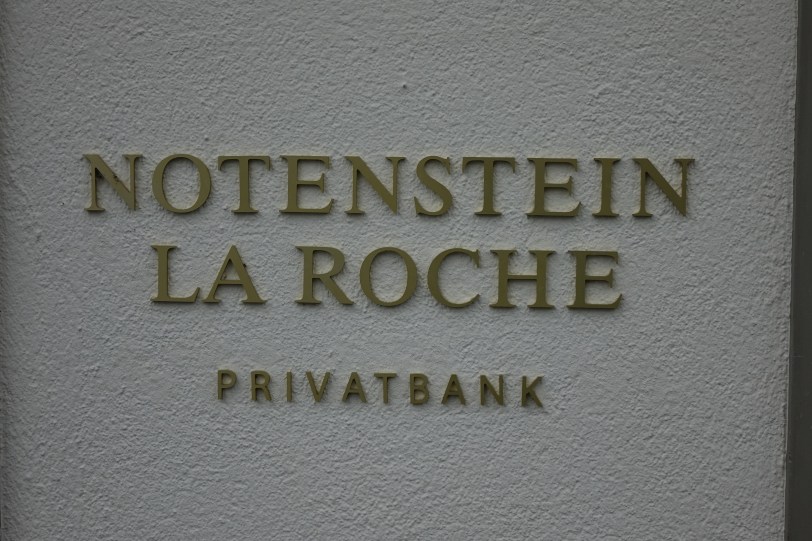 NOTENSTEIN
LA ROCHE
PRIVATBANK